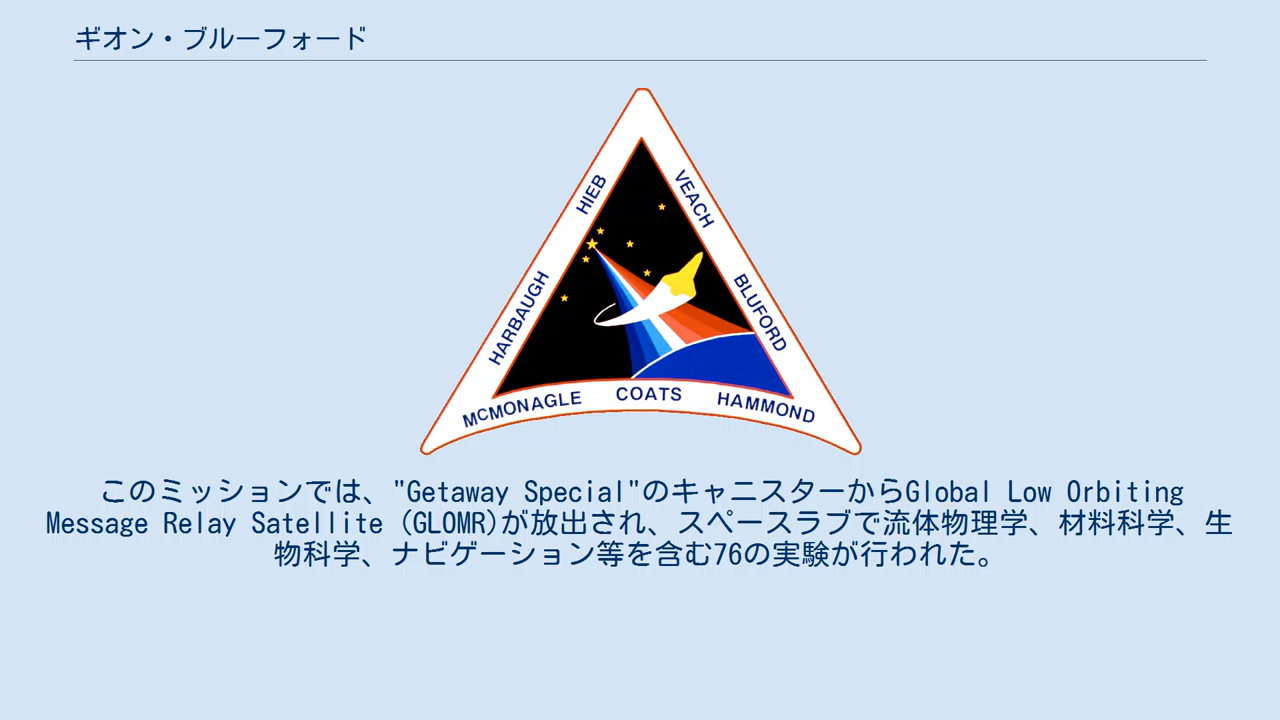 ギオン・ブルーフォード
HIEB
VEACH
HARBAUGH
BLUFORD
MCMONAGLE
COATS
HAMMOND
このミッションでは、"Getaway Special"のキャニスターからGlobal Low Orbiting
Message Relay Satellite (GLOMR)が放出され、スペースラブで流体物理学、材料科学、生
物科学、ナビゲーション等を含む76の実験が行われた。